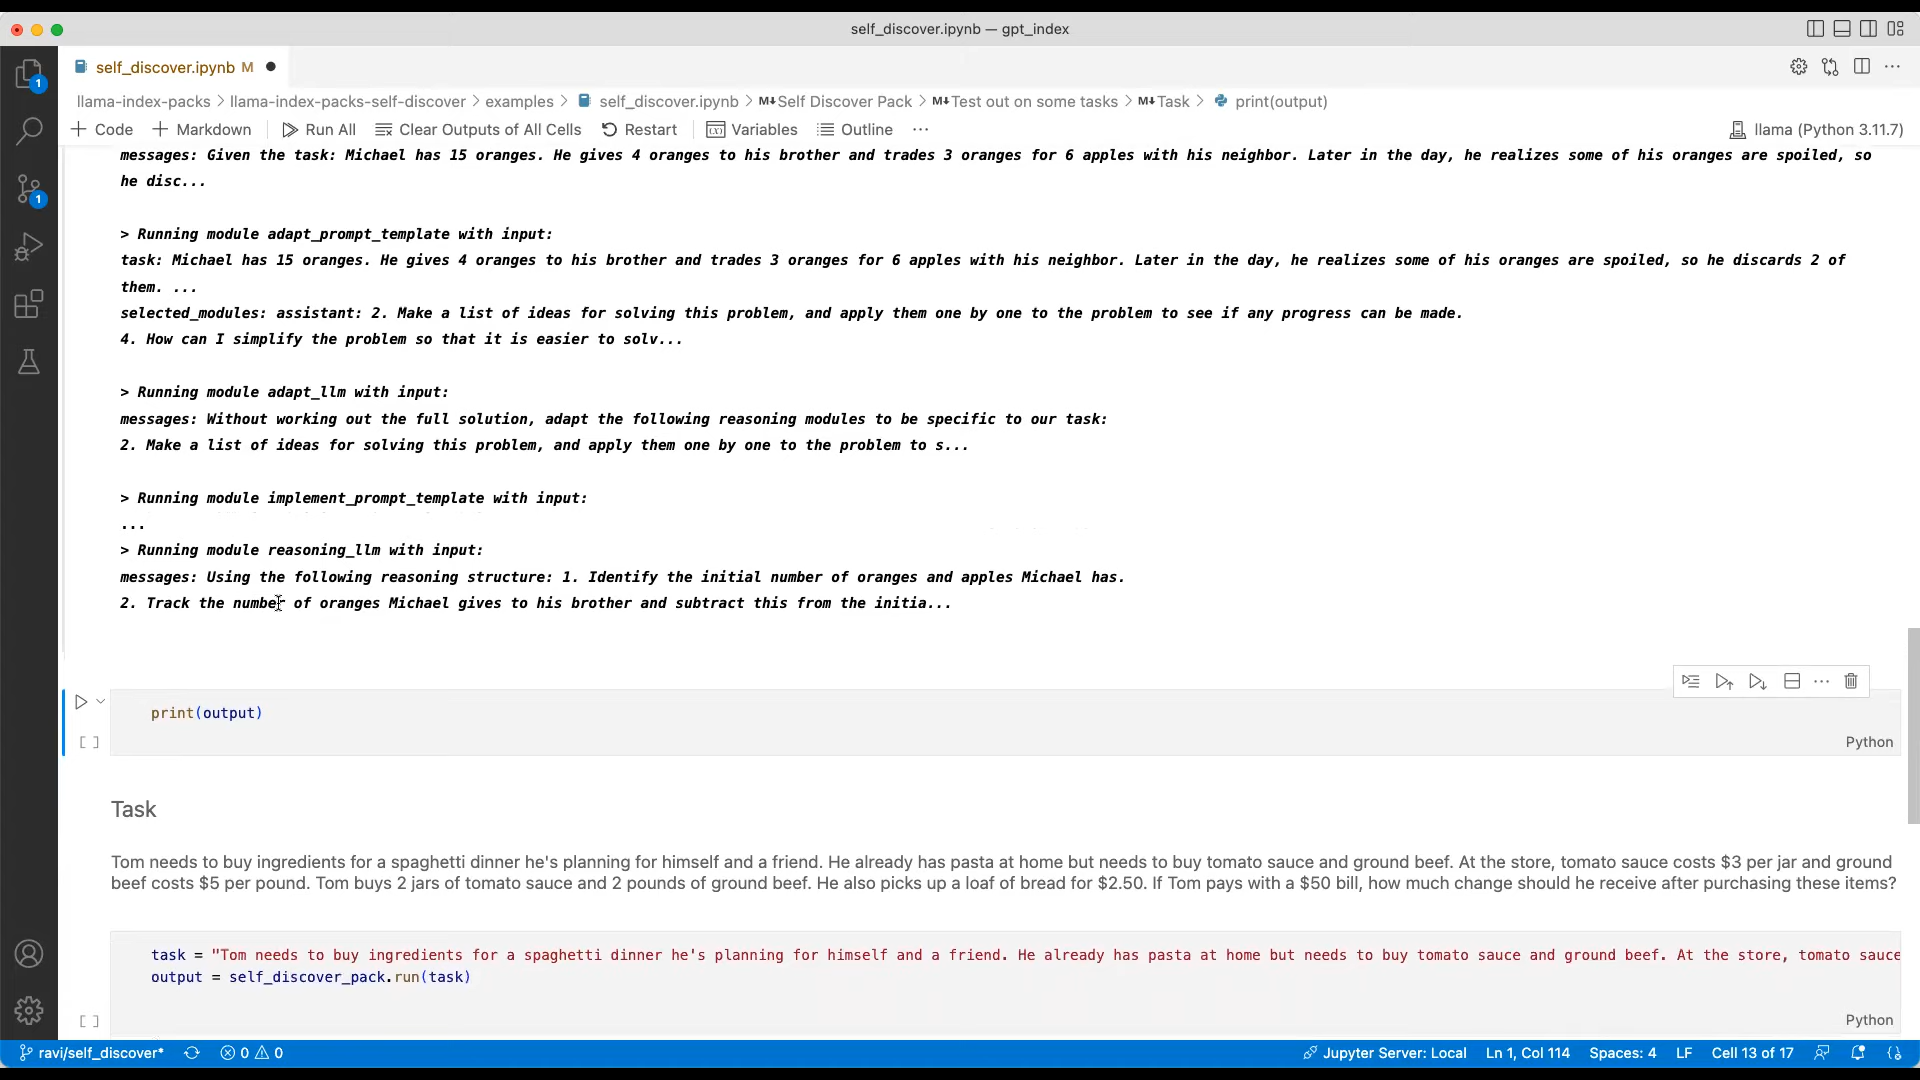 self_discover.ipynb — gpt_index
self_discover.ipynb M
llama-index-packs > llama-index-packs-self-discover > examples > self_discover.ipynb > M↓Self Discover Pack > M↓Test out on some tasks > M↓Task > print(output)
+ Code + Markdown Run All Clear Outputs of All Cells Restart Variables Outline ... llama (Python 3.11.7)
messages: Given the task: Michael has 15 oranges. He gives 4 oranges to his brother and trades 3 oranges for 6 apples with his neighbor. Later in the day, he realizes some of his oranges are spoiled, so
he disc...
> Running module adapt_prompt_template with input:
task: Michael has 15 oranges. He gives 4 oranges to his brother and trades 3 oranges for 6 apples with his neighbor. Later in the day, he realizes some of his oranges are spoiled, so he discards 2 of
them. ...
selected_modules: assistant: 2. Make a list of ideas for solving this problem, and apply them one by one to the problem to see if any progress can be made.
4. How can I simplify the problem so that it is easier to solv...
> Running module adapt_llm with input:
messages: Without working out the full solution, adapt the following reasoning modules to be specific to our task:
2. Make a list of ideas for solving this problem, and apply them one by one to the problem to s...
> Running module implement_prompt_template with input:
...
> Running module reasoning_llm with input:
messages: Using the following reasoning structure: 1. Identify the initial number of oranges and apples Michael has.
2. Track the number of oranges Michael gives to his brother and subtract this from the initia...
print(output)
[ ] Python
Task
Tom needs to buy ingredients for a spaghetti dinner he's planning for himself and a friend. He already has pasta at home but needs to buy tomato sauce and ground beef. At the store, tomato sauce costs $3 per jar and ground
beef costs $5 per pound. Tom buys 2 jars of tomato sauce and 2 pounds of ground beef. He also picks up a loaf of bread for $2.50. If Tom pays with a $50 bill, how much change should he receive after purchasing these items?
task = "Tom needs to buy ingredients for a spaghetti dinner he's planning for himself and a friend. He already has pasta at home but needs to buy tomato sauce and ground beef. At the store, tomato sauce
output = self_discover_pack.run(task)
[ ] Python
ravi/self_discover* 0 0 Jupyter Server: Local Ln 1, Col 114 Spaces: 4 LF Cell 13 of 17
1
1